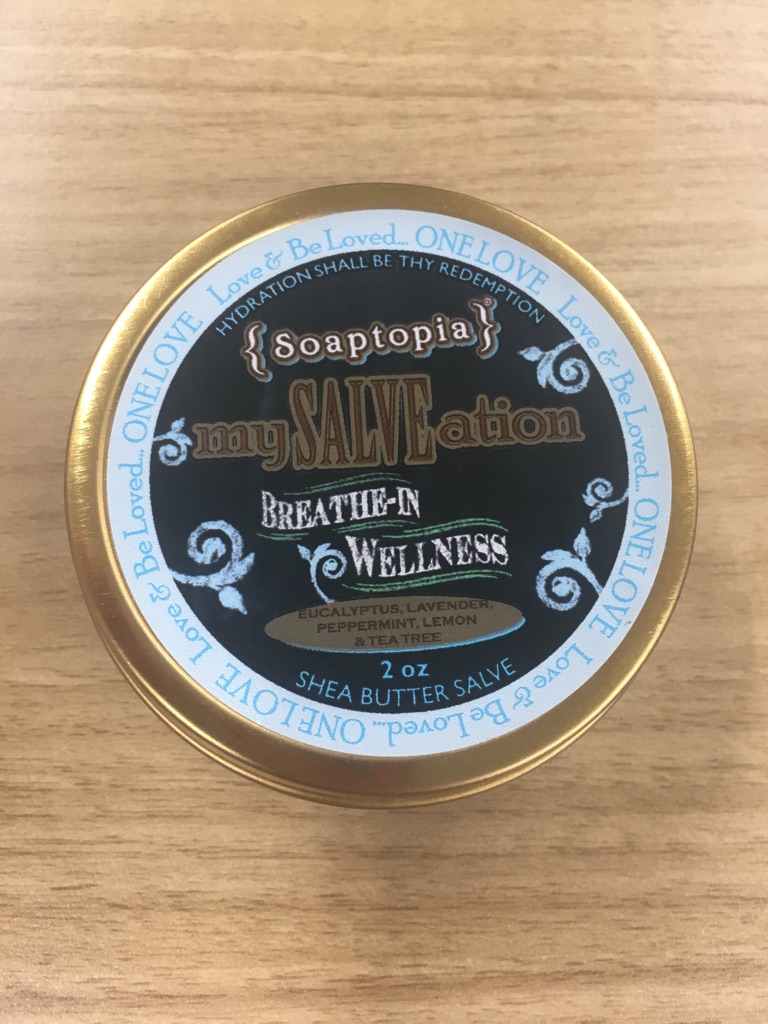 Love & Be Loved... ONE LOVE Love & Be Loved... ONE LOVE Love & Be Loved... ONE LOVE Love & Be Loved... ONE LOVE
HYDRATION SHALL BE THY REDEMPTION
{Soaptopia}®
mySALVEation
BREATHE-IN
WELLNESS
EUCALYPTUS, LAVENDER,
PEPPERMINT, LEMON
& TEA TREE
2 oz
SHEA BUTTER SALVE